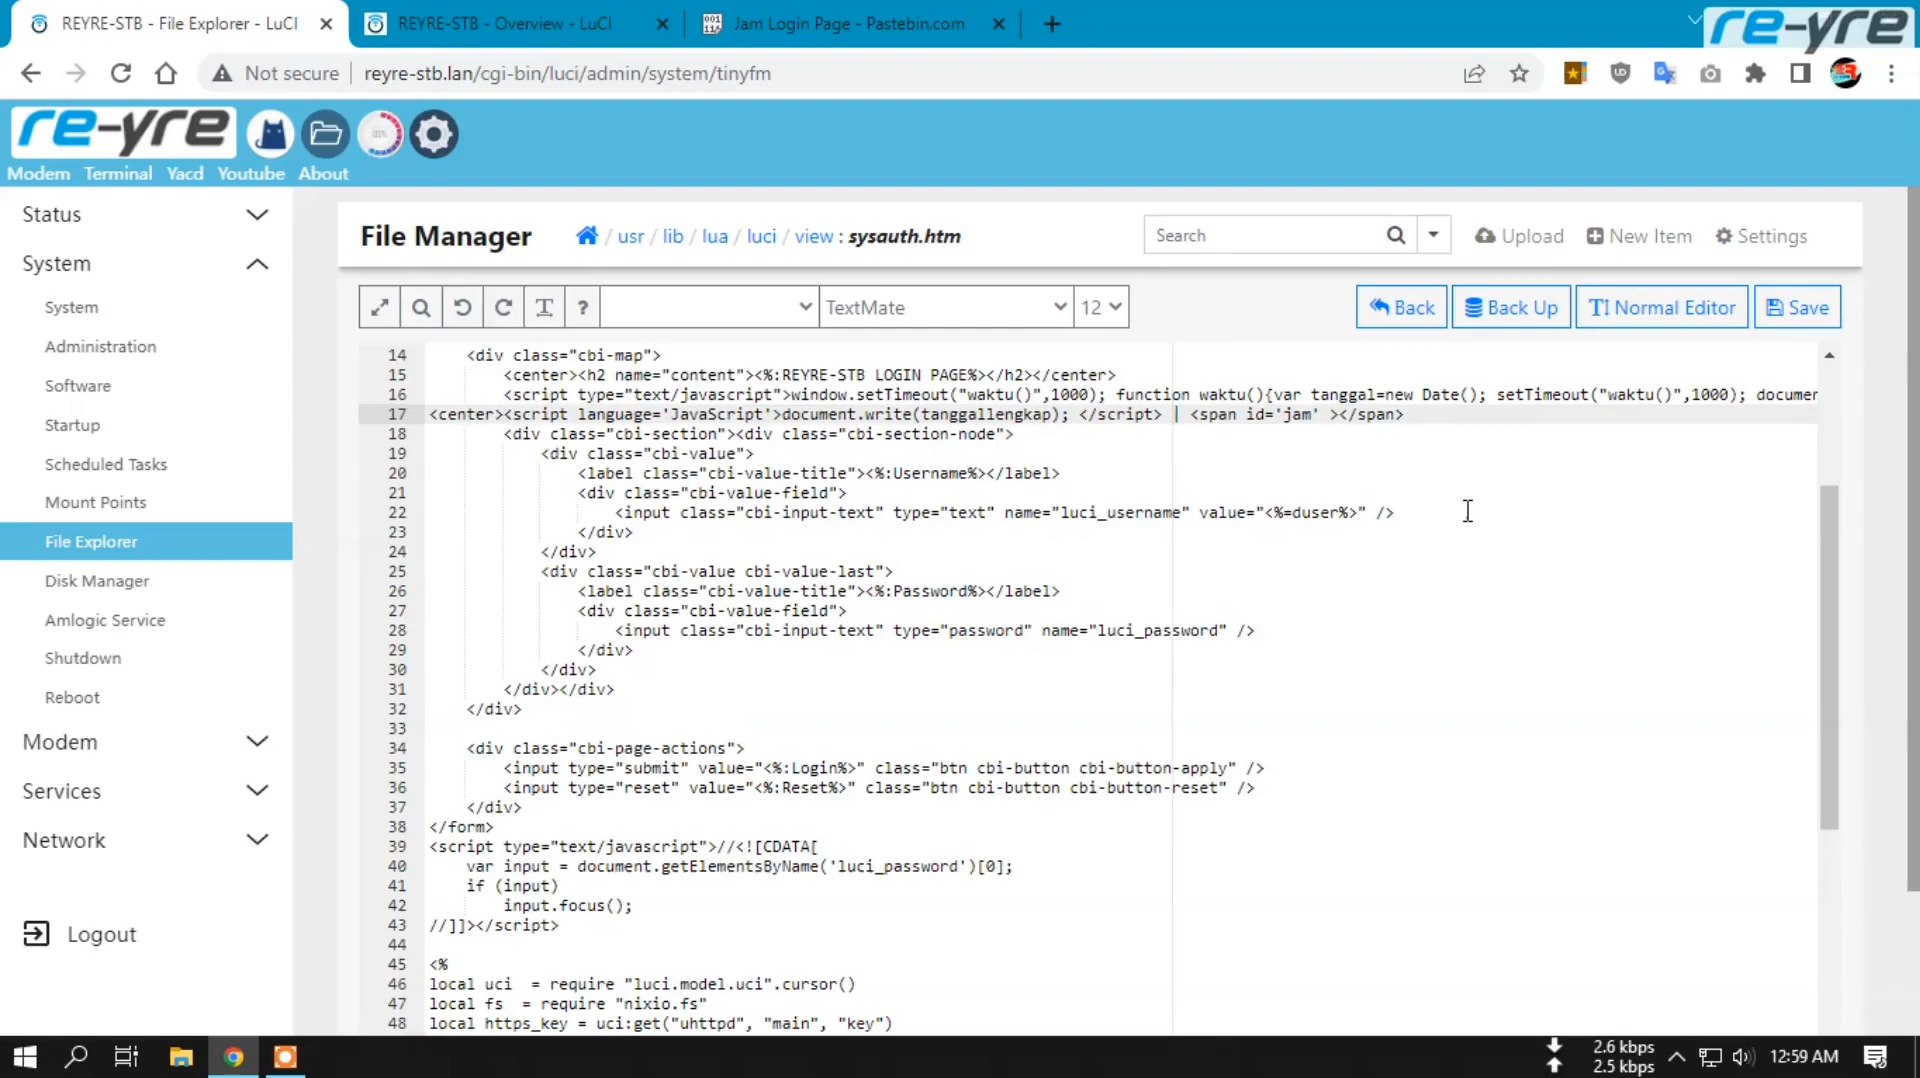 REYRE-STB - File Explorer - LuCI
REYRE-STB - Overview - LuCI
Jam Login Page - Pastebin.com
re-yre
Not secure
reyre-stb.lan/cgi-bin/luci/admin/system/tinyfm
re-yre
Modem Terminal Yacd Youtube About
Status
System
System
Administration
Software
Startup
Scheduled Tasks
Mount Points
File Explorer
Disk Manager
Amlogic Service
Shutdown
Reboot
Modem
Services
Network
Logout
File Manager
/ usr / lib / lua / luci / view : sysauth.htm
Search
Upload
New Item
Settings
?
TextMate
12
Back
Back Up
Normal Editor
Save
14 <div class="cbi-map">
15 <center><h2 name="content"><%:REYRE-STB LOGIN PAGE%></h2></center>
16 <script type="text/javascript">window.setTimeout("waktu()",1000); function waktu(){var tanggal=new Date(); setTimeout("waktu()",1000); documen
17 <center><script language='JavaScript'>document.write(tanggallengkap); </script> | <span id='jam' ></span>
18 <div class="cbi-section"><div class="cbi-section-node">
19 <div class="cbi-value">
20 <label class="cbi-value-title"><%:Username%></label>
21 <div class="cbi-value-field">
22 <input class="cbi-input-text" type="text" name="luci_username" value="<%=duser%>" />
23 </div>
24 </div>
25 <div class="cbi-value cbi-value-last">
26 <label class="cbi-value-title"><%:Password%></label>
27 <div class="cbi-value-field">
28 <input class="cbi-input-text" type="password" name="luci_password" />
29 </div>
30 </div>
31 </div></div>
32 </div>
33
34 <div class="cbi-page-actions">
35 <input type="submit" value="<%:Login%>" class="btn cbi-button cbi-button-apply" />
36 <input type="reset" value="<%:Reset%>" class="btn cbi-button cbi-button-reset" />
37 </div>
38 </form>
39 <script type="text/javascript">//<![CDATA[
40 var input = document.getElementsByName('luci_password')[0];
41 if (input)
42 input.focus();
43 //]]></script>
44
45 <%
46 local uci  = require "luci.model.uci".cursor()
47 local fs  = require "nixio.fs"
48 local https_key = uci:get("uhttpd", "main", "key")
2.6 kbps
2.5 kbps
12:59 AM